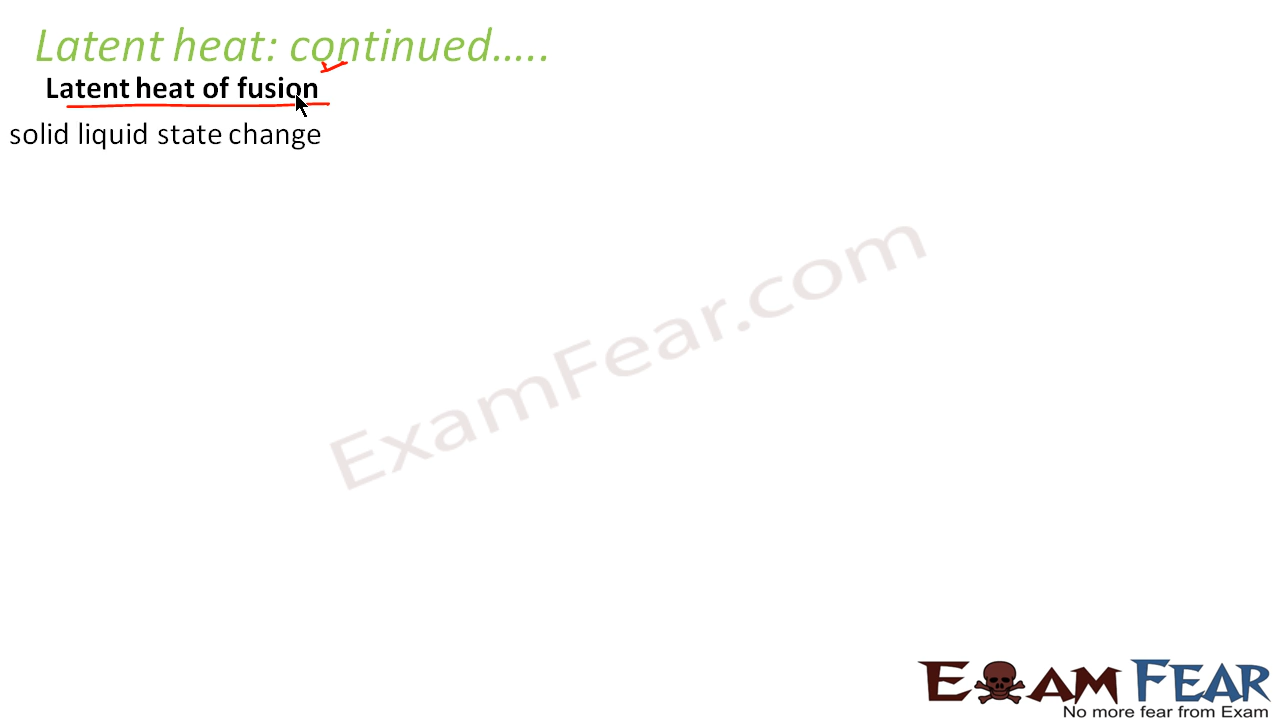 Latent heat: continued.....
Latent heat of fusion
solid liquid state change
ExamFear.com
EXAM FEAR
No more fear from Exam